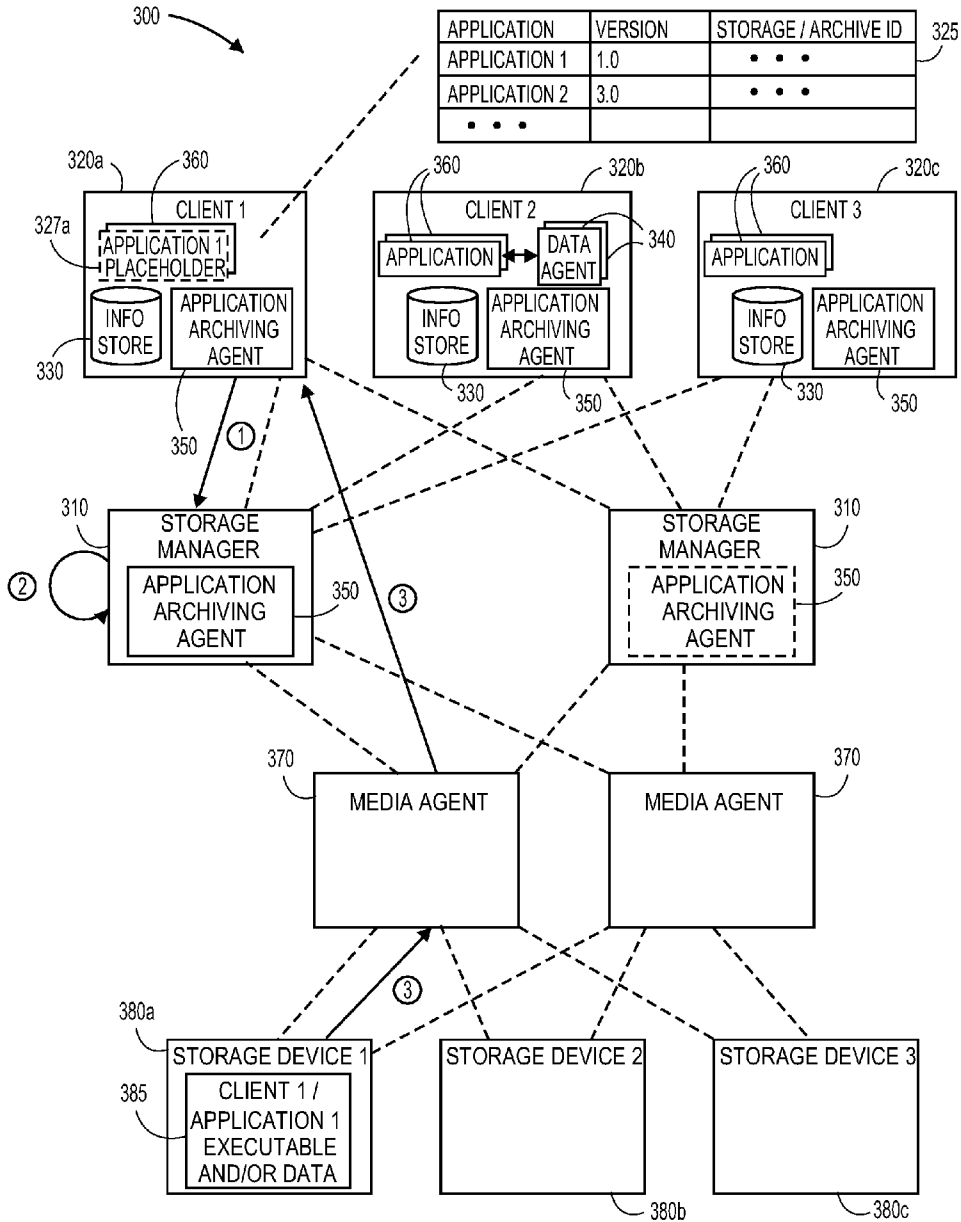 300
APPLICATION VERSION STORAGE / ARCHIVE ID
325
APPLICATION 1 1.0 • • •
APPLICATION 2 3.0 • • •
• • •
320a
360
360
320b
360
320c
CLIENT 1
327a
APPLICATION 1
PLACEHOLDER
INFO
STORE
330
APPLICATION
ARCHIVING
AGENT
350
CLIENT 2
APPLICATION
DATA
AGENT
340
INFO
STORE
330
APPLICATION
ARCHIVING
AGENT
350
CLIENT 3
APPLICATION
INFO
STORE
330
APPLICATION
ARCHIVING
AGENT
350
1
310
STORAGE
MANAGER
APPLICATION
ARCHIVING
AGENT
350
2
3
310
STORAGE
MANAGER
APPLICATION
ARCHIVING
AGENT
350
370
MEDIA AGENT
370
MEDIA AGENT
3
380a
STORAGE DEVICE 1
385
CLIENT 1 /
APPLICATION 1
EXECUTABLE
AND/OR DATA
STORAGE DEVICE 2
380b
STORAGE DEVICE 3
380c